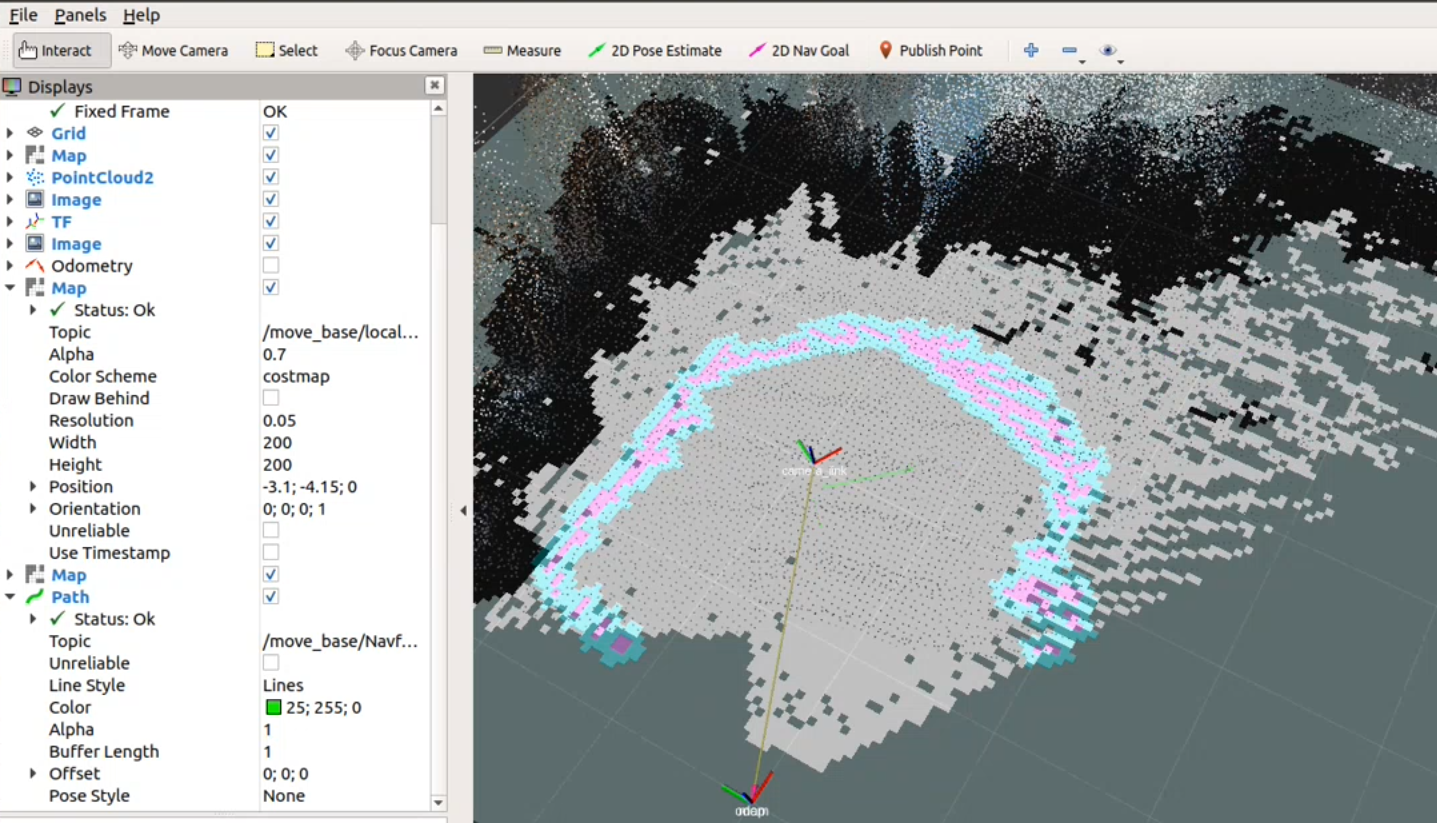 File Panels Help
Interact Move Camera Select Focus Camera Measure 2D Pose Estimate 2D Nav Goal Publish Point
Displays
Fixed Frame OK
Grid
Map
PointCloud2
Image
TF
Image
Odometry
Map
Status: Ok
Topic /move_base/local...
Alpha 0.7
Color Scheme costmap
Draw Behind
Resolution 0.05
Width 200
Height 200
Position -3.1; -4.15; 0
Orientation 0; 0; 0; 1
Unreliable
Use Timestamp
Map
Path
Status: Ok
Topic /move_base/Navf...
Unreliable
Line Style Lines
Color 25; 255; 0
Alpha 1
Buffer Length 1
Offset 0; 0; 0
Pose Style None